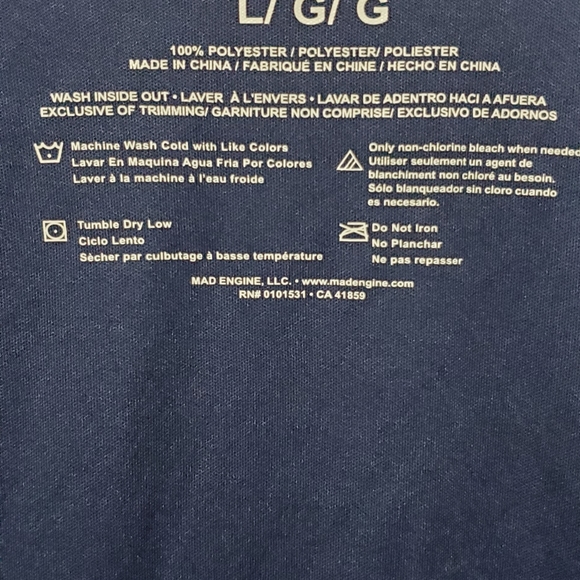 L/ G/ G
100% POLYESTER / POLYESTER/ POLIESTER
MADE IN CHINA / FABRIQUÉ EN CHINE / HECHO EN CHINA
WASH INSIDE OUT • LAVER À L'ENVERS • LAVAR DE ADENTRO HACI A AFUERA
EXCLUSIVE OF TRIMMING/ GARNITURE NON COMPRISE/ EXCLUSIVO DE ADORNOS
Machine Wash Cold with Like Colors
Lavar En Maquina Agua Fria Por Colores
Laver à la machine à l'eau froide
Only non-chlorine bleach when needed
Utiliser seulement un agent de
blanchiment non chloré au besoin.
Sólo blanqueador sin cloro cuando
es necesario.
Tumble Dry Low
Ciclo Lento
Sècher par culbutage à basse température
Do Not Iron
No Planchar
Ne pas repasser
MAD ENGINE, LLC. • www.madengine.com
RN# 0101531 • CA 41859